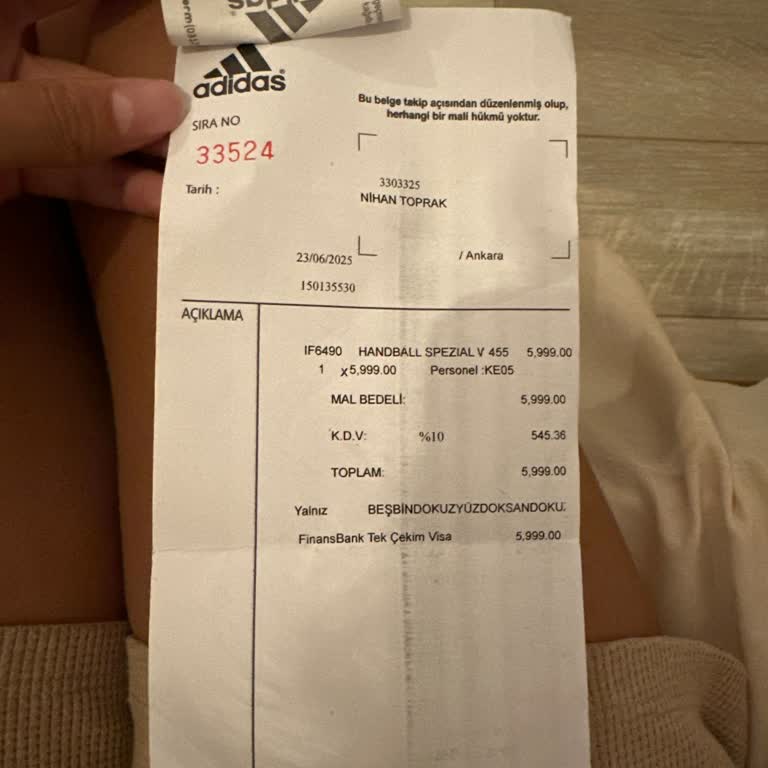 adidas
SIRA NO
33524
Bu belge takip açısından düzenlenmiş olup,
herhangi bir mali hükmü yoktur.
Tarih :
3303325
NİHAN TOPRAK
23/06/2025
/ Ankara
150135530
AÇIKLAMA
IF6490 HANDBALL SPEZIAL V 455 5,999.00
1 x5,999.00 Personel :KE05
MAL BEDELİ: 5,999.00
K.D.V: %10 545.36
TOPLAM: 5,999.00
Yalnız BEŞBİNDOKUZYÜZDOKSANDOKU
FinansBank Tek Çekim Visa 5,999.00